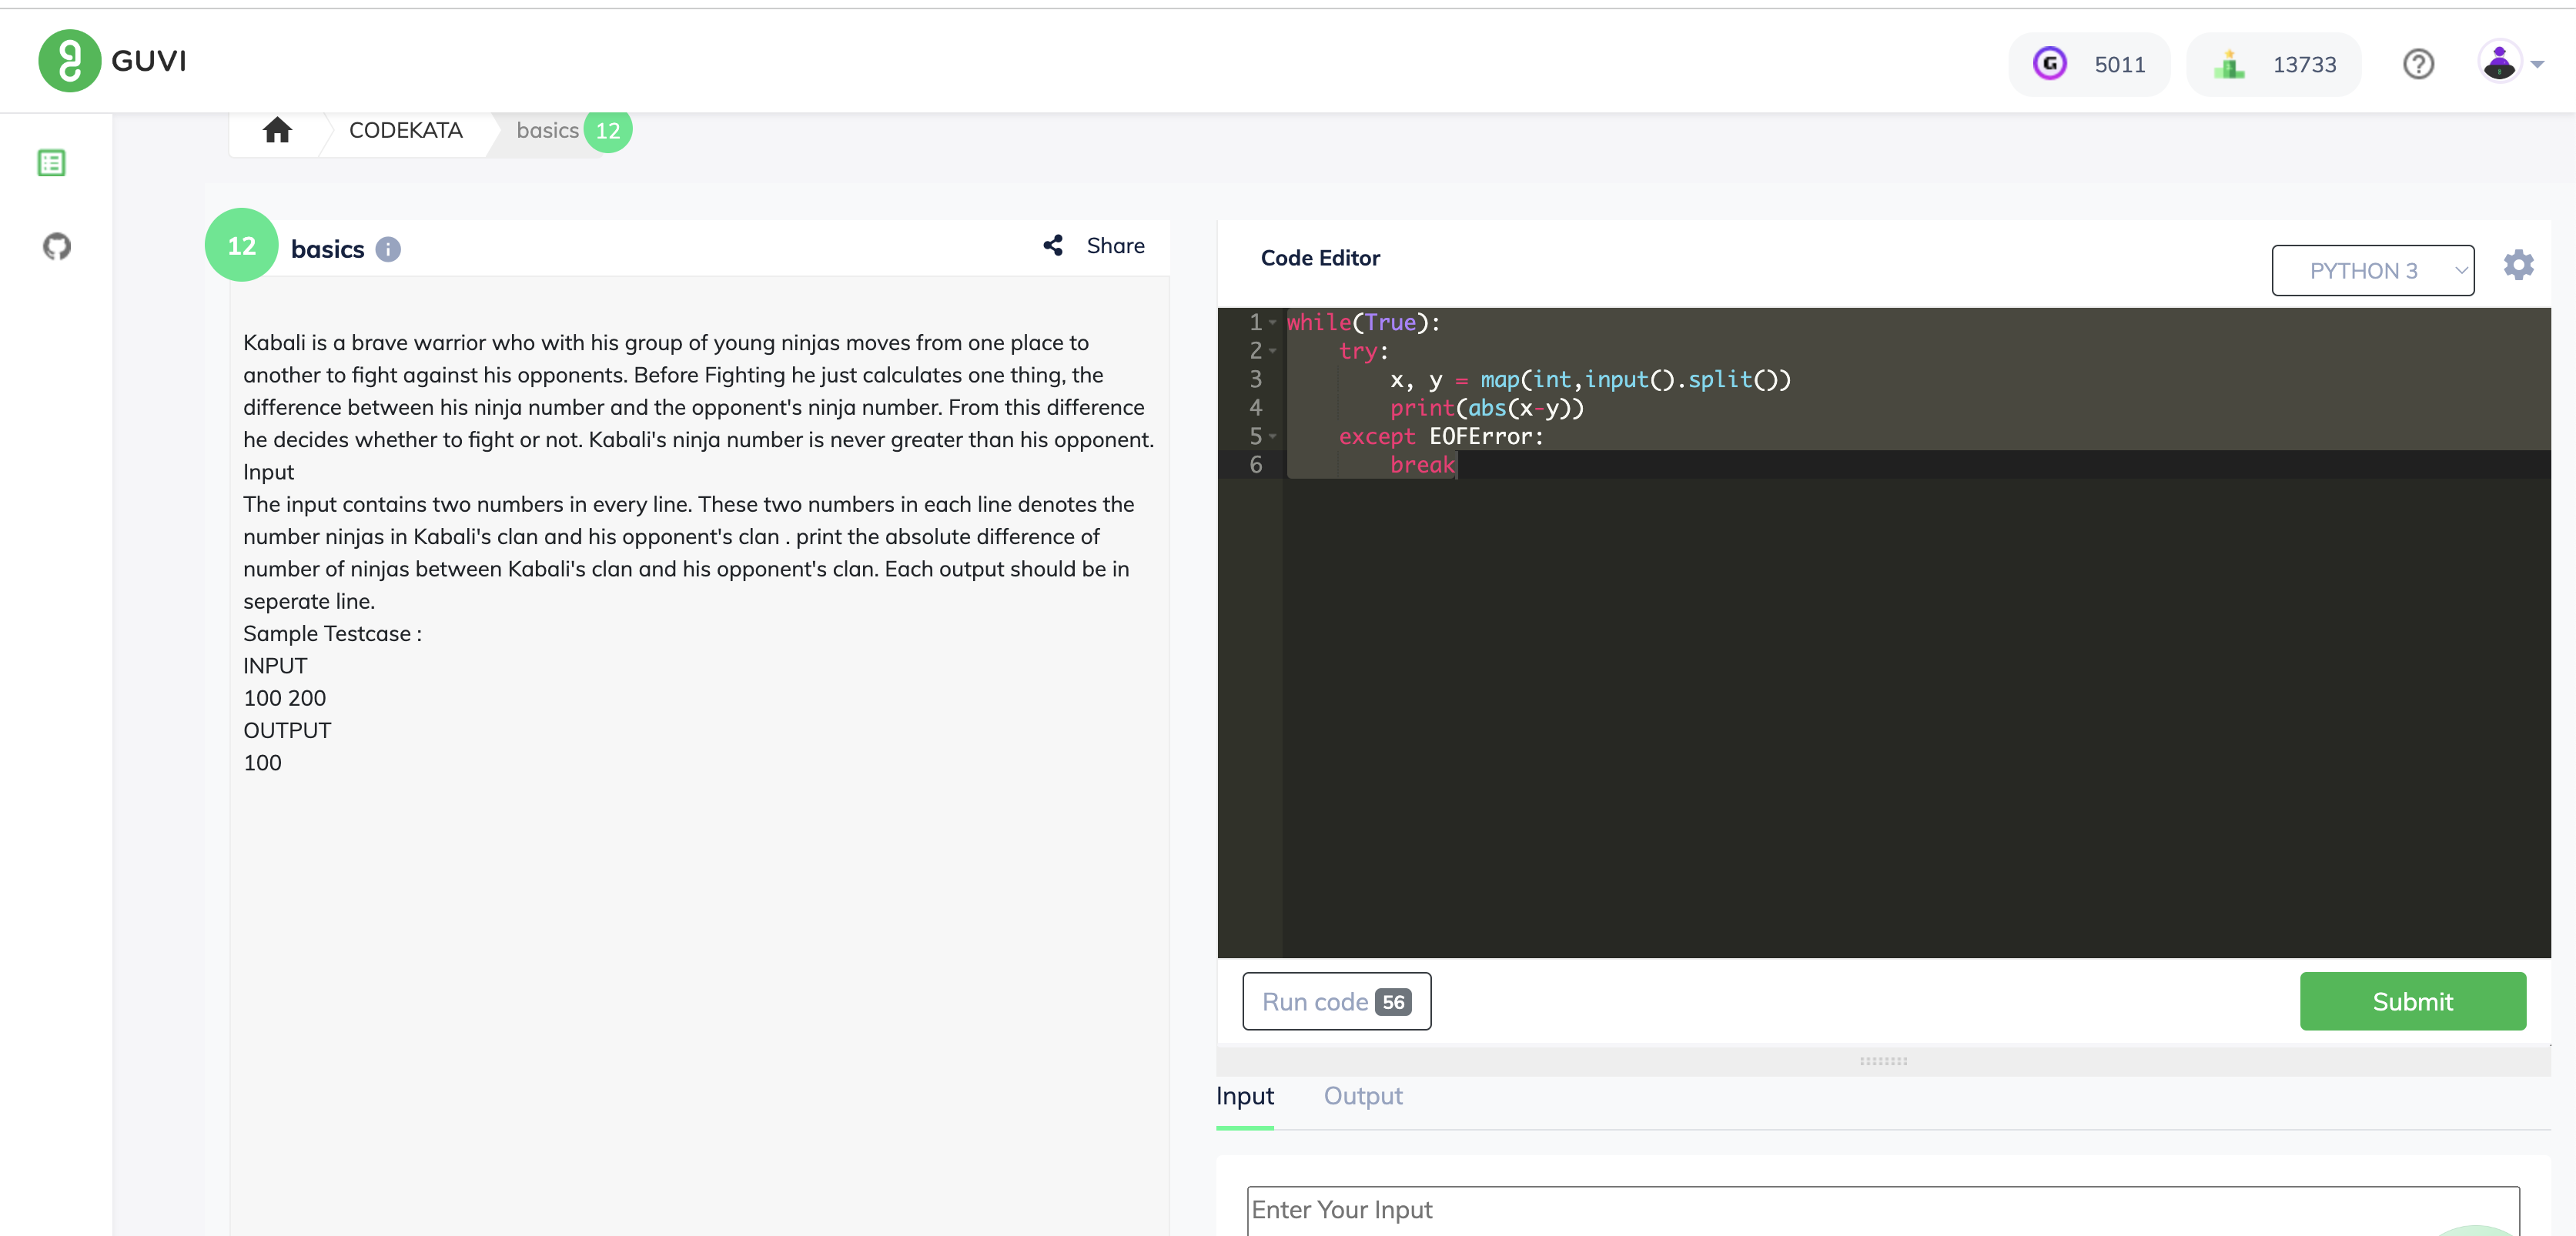 GUVI
5011
13733
CODEKATA
basics 12
12
basics
Share
Kabali is a brave warrior who with his group of young ninjas moves from one place to
another to fight against his opponents. Before Fighting he just calculates one thing, the
difference between his ninja number and the opponent's ninja number. From this difference
he decides whether to fight or not. Kabali's ninja number is never greater than his opponent.
Input
The input contains two numbers in every line. These two numbers in each line denotes the
number ninjas in Kabali's clan and his opponent's clan . print the absolute difference of
number of ninjas between Kabali's clan and his opponent's clan. Each output should be in
seperate line.
Sample Testcase :
INPUT
100 200
OUTPUT
100
Code Editor
PYTHON 3
1 while(True):
2     try:
3         x, y = map(int,input().split())
4         print(abs(x-y))
5     except EOFError:
6         break
Run code 56
Submit
Input
Output
Enter Your Input